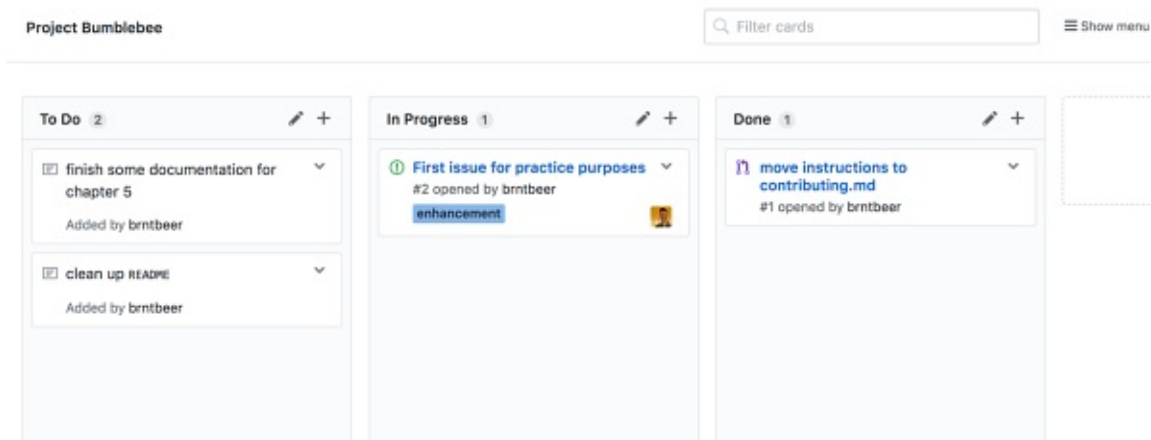 Project Bumblebee
Filter cards
Show menu
To Do 2
finish some documentation for
chapter 5
Added by brntbeer
clean up README
Added by brntbeer
In Progress 1
First issue for practice purposes
#2 opened by brntbeer
enhancement
Done 1
move instructions to
contributing.md
#1 opened by brntbeer